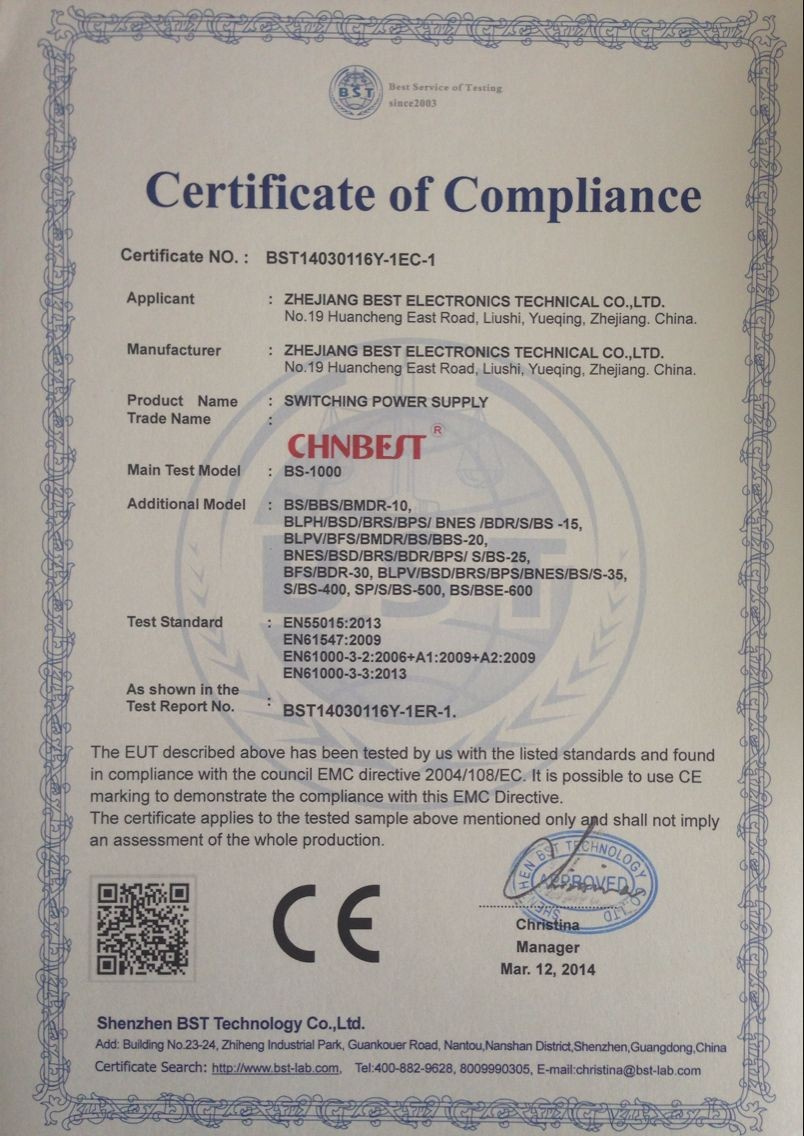 BST
Best Service of Testing
since2003
Certificate of Compliance
Certificate NO. : BST14030116Y-1EC-1
Applicant : ZHEJIANG BEST ELECTRONICS TECHNICAL CO.,LTD.
No.19 Huancheng East Road, Liushi, Yueqing, Zhejiang. China.
Manufacturer : ZHEJIANG BEST ELECTRONICS TECHNICAL CO.,LTD.
No.19 Huancheng East Road, Liushi, Yueqing, Zhejiang. China.
Product Name : SWITCHING POWER SUPPLY
Trade Name :
CHNBEST ®
Main Test Model : BS-1000
Additional Model : BS/BBS/BMDR-10,
BLPH/BSD/BRS/BPS/ BNES /BDR/S/BS -15,
BLPV/BFS/BMDR/BS/BBS-20,
BNES/BSD/BRS/BDR/BPS/ S/BS-25,
BFS/BDR-30, BLPV/BSD/BRS/BPS/BNES/BS/S-35,
S/BS-400, SP/S/BS-500, BS/BSE-600
BST
Test Standard : EN55015:2013
EN61547:2009
EN61000-3-2:2006+A1:2009+A2:2009
EN61000-3-3:2013
As shown in the
Test Report No. : BST14030116Y-1ER-1.
The EUT described above has been tested by us with the listed standards and found
in compliance with the council EMC directive 2004/108/EC. It is possible to use CE
marking to demonstrate the compliance with this EMC Directive.
The certificate applies to the tested sample above mentioned only and shall not imply
an assessment of the whole production.
CE
SHENZHEN BST TECHNOLOGY CO.,LTD
APPROVED
Christina
Manager
Mar. 12, 2014
Shenzhen BST Technology Co.,Ltd.
Add: Building No.23-24, Zhiheng Industrial Park, Guankouer Road, Nantou,Nanshan District,Shenzhen,Guangdong,China
Certificate Search: http://www.bst-lab.com, Tel:400-882-9628, 8009990305, E-mail:christina@bst-lab.com